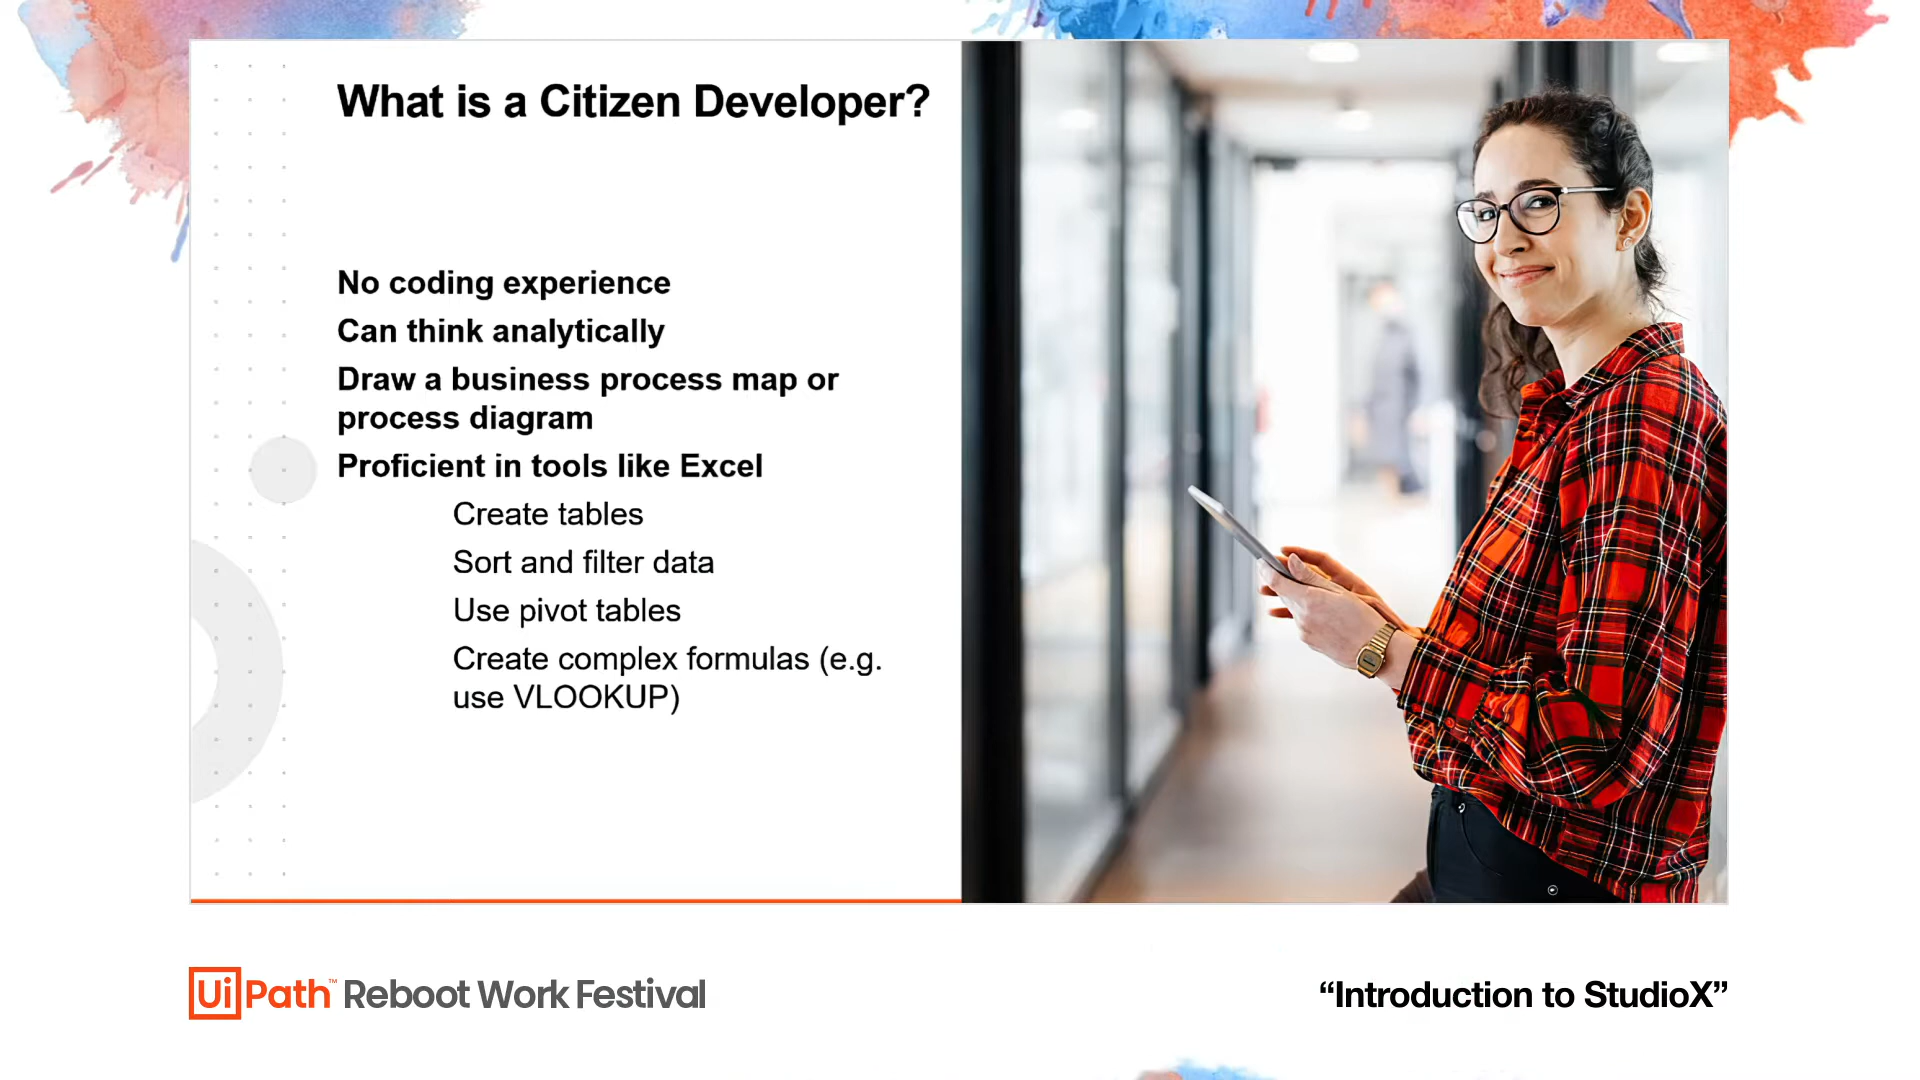 What is a Citizen Developer?
No coding experience
Can think analytically
Draw a business process map or
process diagram
Proficient in tools like Excel
Create tables
Sort and filter data
Use pivot tables
Create complex formulas (e.g.
use VLOOKUP)
UiPath™ Reboot Work Festival
“Introduction to StudioX”